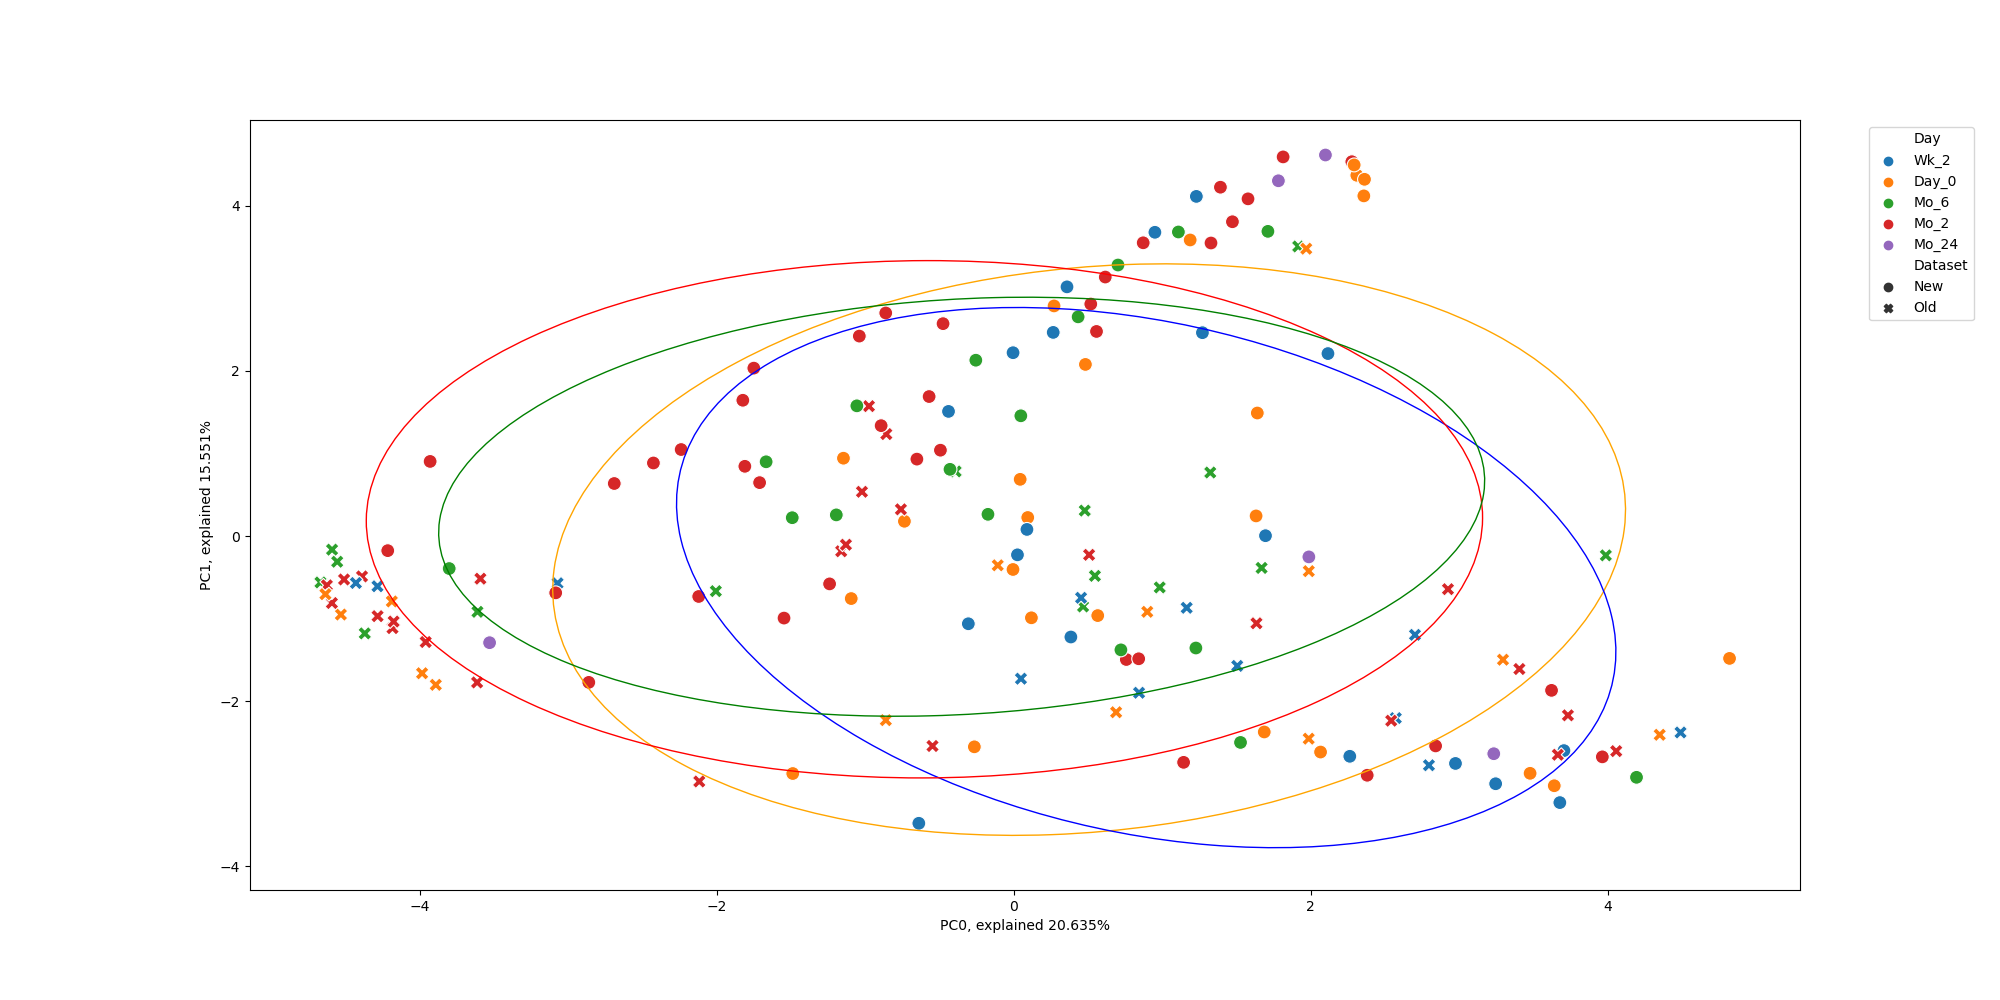 Day
Wk_2
Day_0
Mo_6
Mo_2
Mo_24
Dataset
New
Old
4
2
0
−2
−4
PC1, explained 15.551%
−4
−2
0
2
4
PC0, explained 20.635%